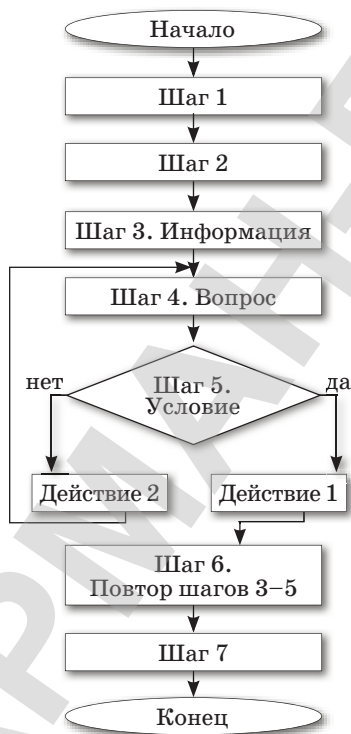 Начало
Шаг 1
Шаг 2
Шаг 3. Информация
Шаг 4. Вопрос
нет
Шаг 5.
Условие
да
Действие 2
Действие 1
Шаг 6.
Повтор шагов 3–5
Шаг 7
Конец